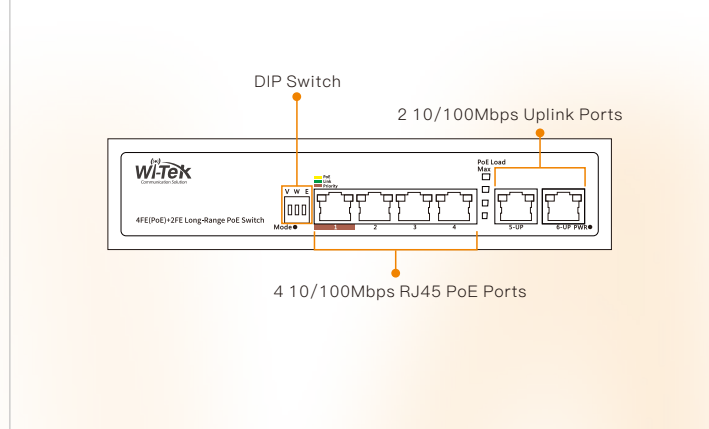 DIP Switch
2 10/100Mbps Uplink Ports
Wi-Tek
Communication Solution
PoE
Link
Priority
PoE Load
Max
V W E
4FE(PoE)+2FE Long-Range PoE Switch
Mode
1 2 3 4 5-UP 6-UP PWR
4 10/100Mbps RJ45 PoE Ports